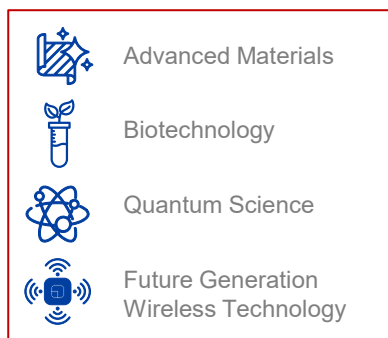 Advanced Materials
Biotechnology
Quantum Science
Future Generation
Wireless Technology